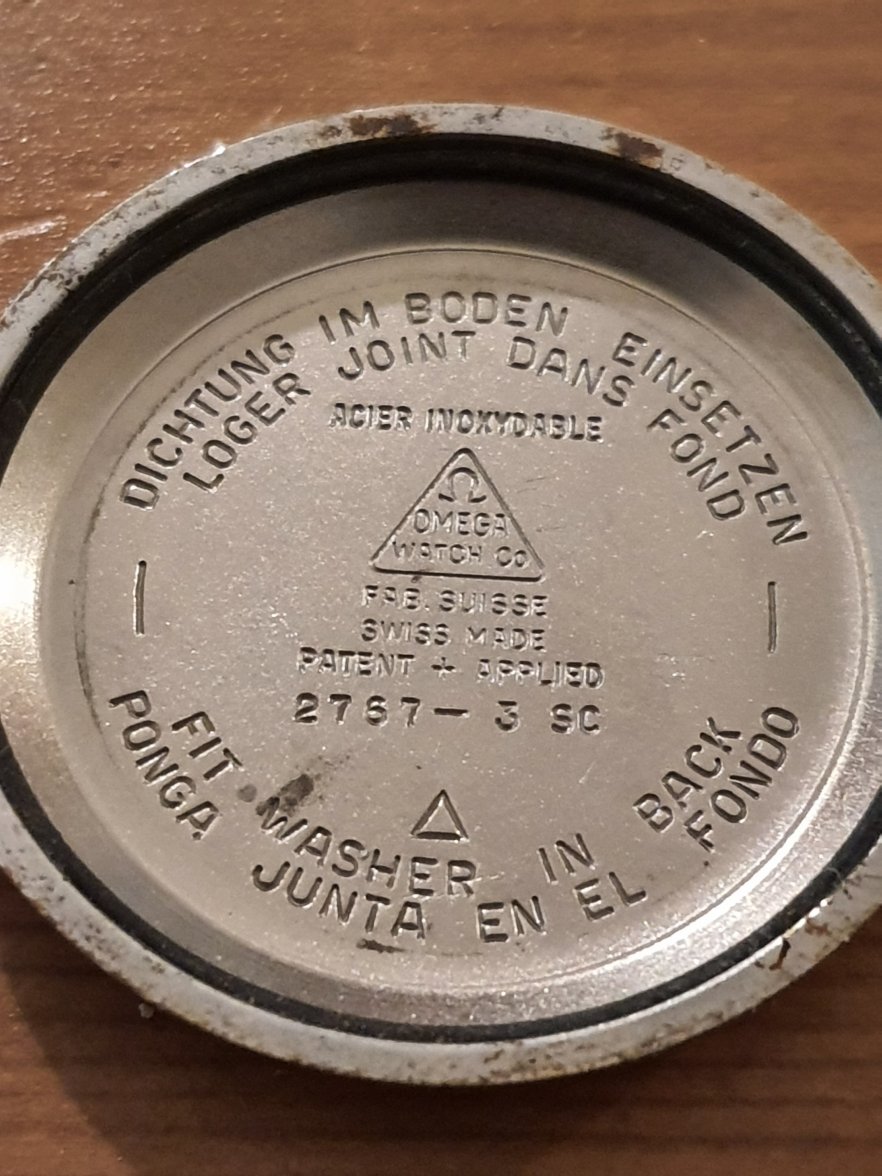 DICHTUNG IM BODEN EINSETZEN
LOGER JOINT DANS FOND
ACIER INOXYDABLE
Ω
OMEGA
WATCH Co
FAB. SUISSE
SWISS MADE
PATENT + APPLIED
2767 – 3 SC
FIT WASHER IN BACK
PONGA JUNTA EN EL FONDO